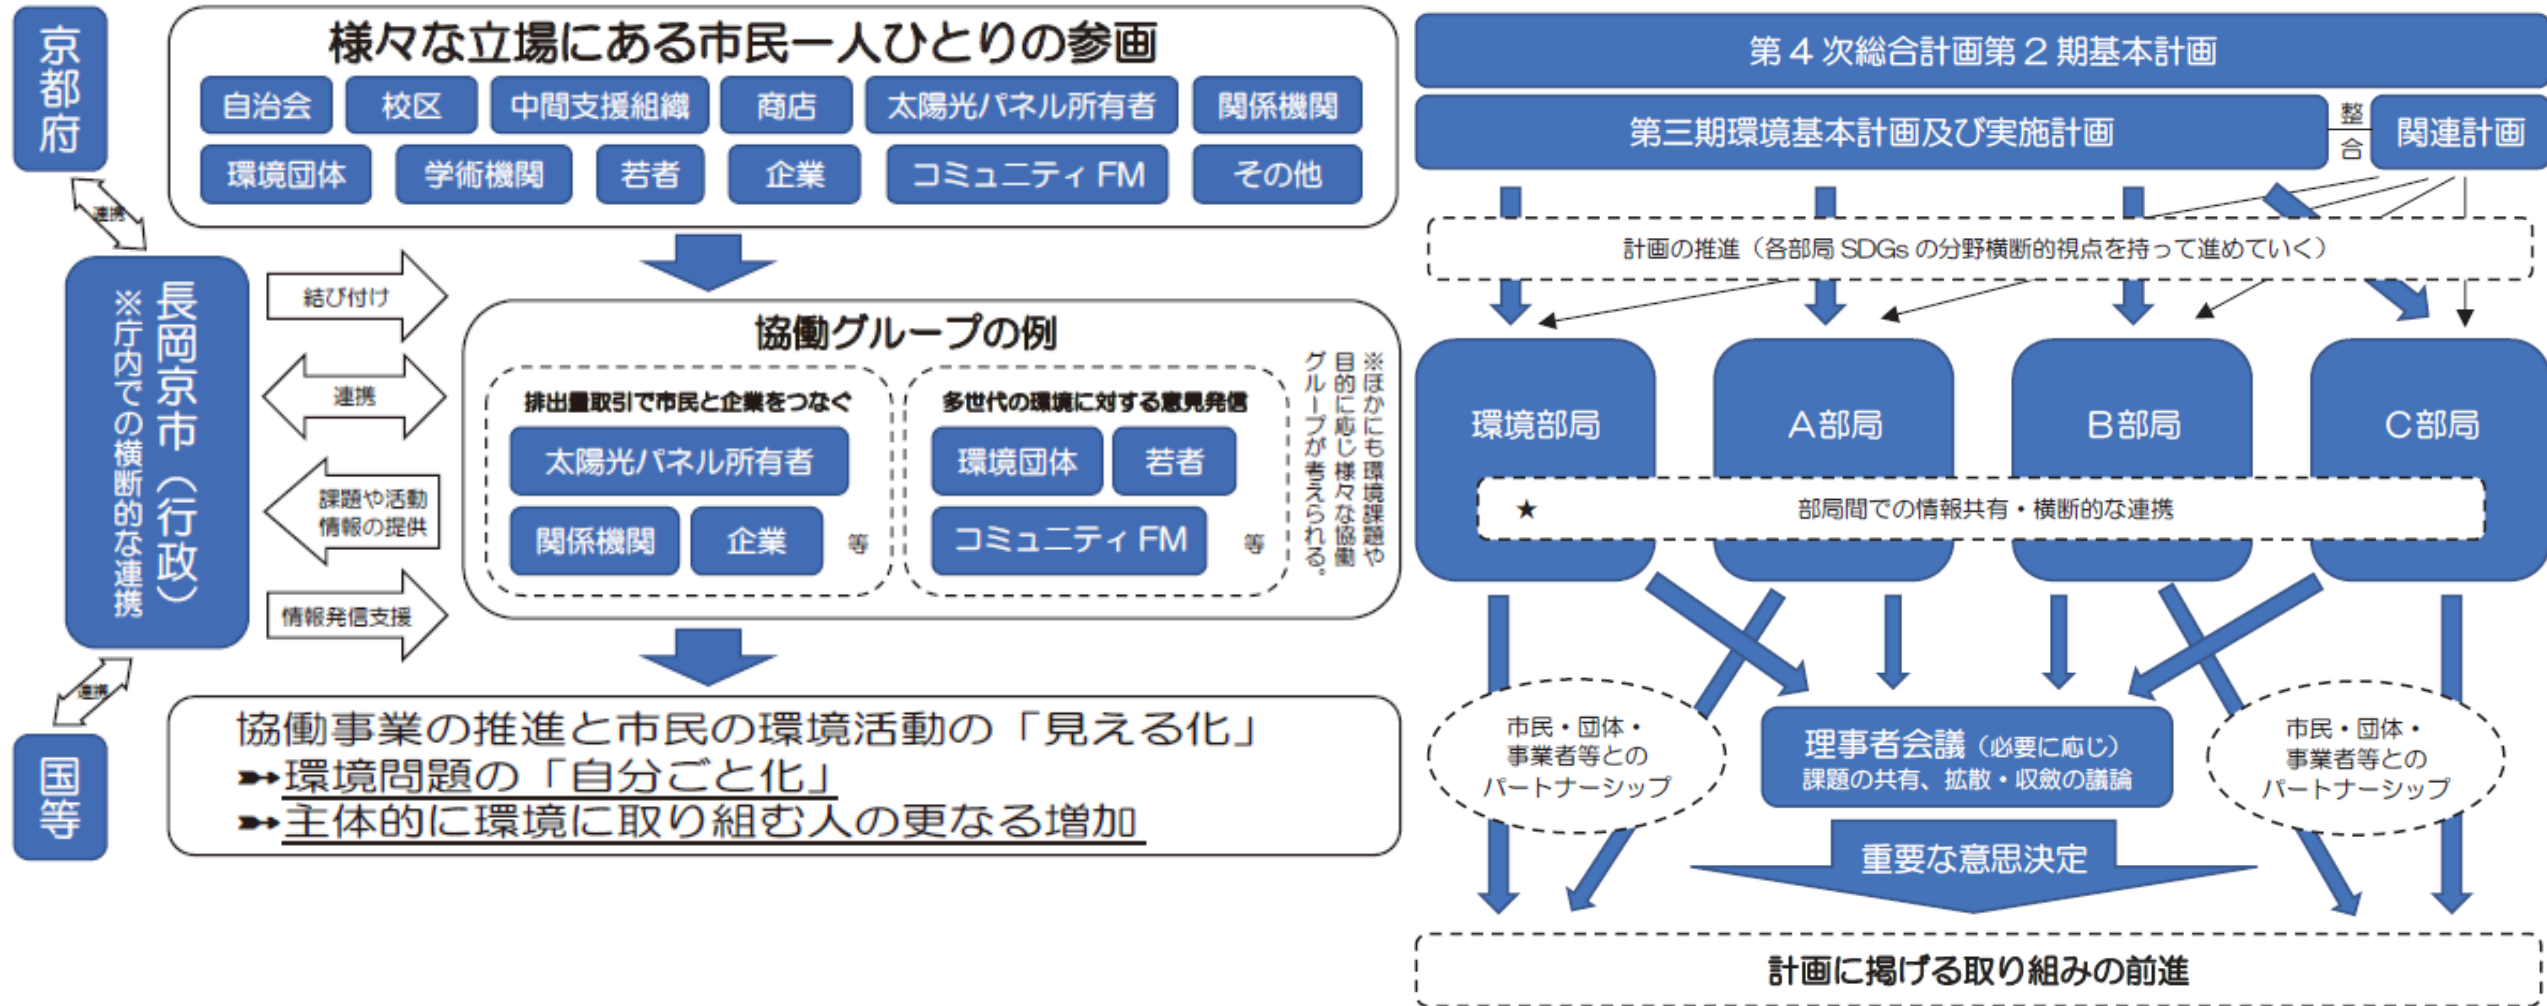 京都府
連携
長岡京市（行政）
※庁内での横断的な連携
連携
国等
様々な立場にある市民一人ひとりの参画
自治会 校区 中間支援組織 商店 太陽光パネル所有者 関係機関
環境団体 学術機関 若者 企業 コミュニティ FM その他
結び付け
連携
課題や活動
情報の提供
情報発信支援
協働グループの例
排出量取引で市民と企業をつなぐ
太陽光パネル所有者
関係機関 企業 等
多世代の環境に対する意見発信
環境団体 若者
コミュニティ FM 等
※ほかにも環境課題や
目的に応じ様々な協働
グループが考えられる。
協働事業の推進と市民の環境活動の「見える化」
➸環境問題の「自分ごと化」
➸主体的に環境に取り組む人の更なる増加
第４次総合計画第２期基本計画
第三期環境基本計画及び実施計画
整合
関連計画
計画の推進（各部局 SDGs の分野横断的視点を持って進めていく）
環境部局 A部局 B部局 C部局
★ 部局間での情報共有・横断的な連携
市民・団体・
事業者等との
パートナーシップ
理事者会議（必要に応じ）
課題の共有、拡散・収斂の議論
市民・団体・
事業者等との
パートナーシップ
重要な意思決定
計画に掲げる取り組みの前進